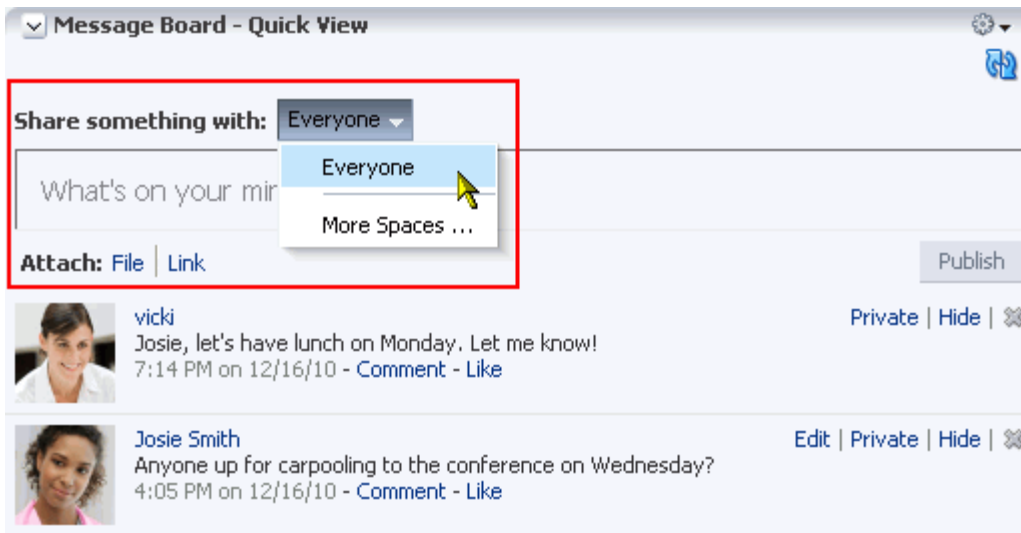 Message Board - Quick View
Share something with: Everyone
Everyone
What's on your mi
More Spaces ...
Attach: File | Link
Publish
vicki
Private | Hide |
Josie, let's have lunch on Monday. Let me know!
7:14 PM on 12/16/10 - Comment - Like
Josie Smith
Edit | Private | Hide |
Anyone up for carpooling to the conference on Wednesday?
4:05 PM on 12/16/10 - Comment - Like